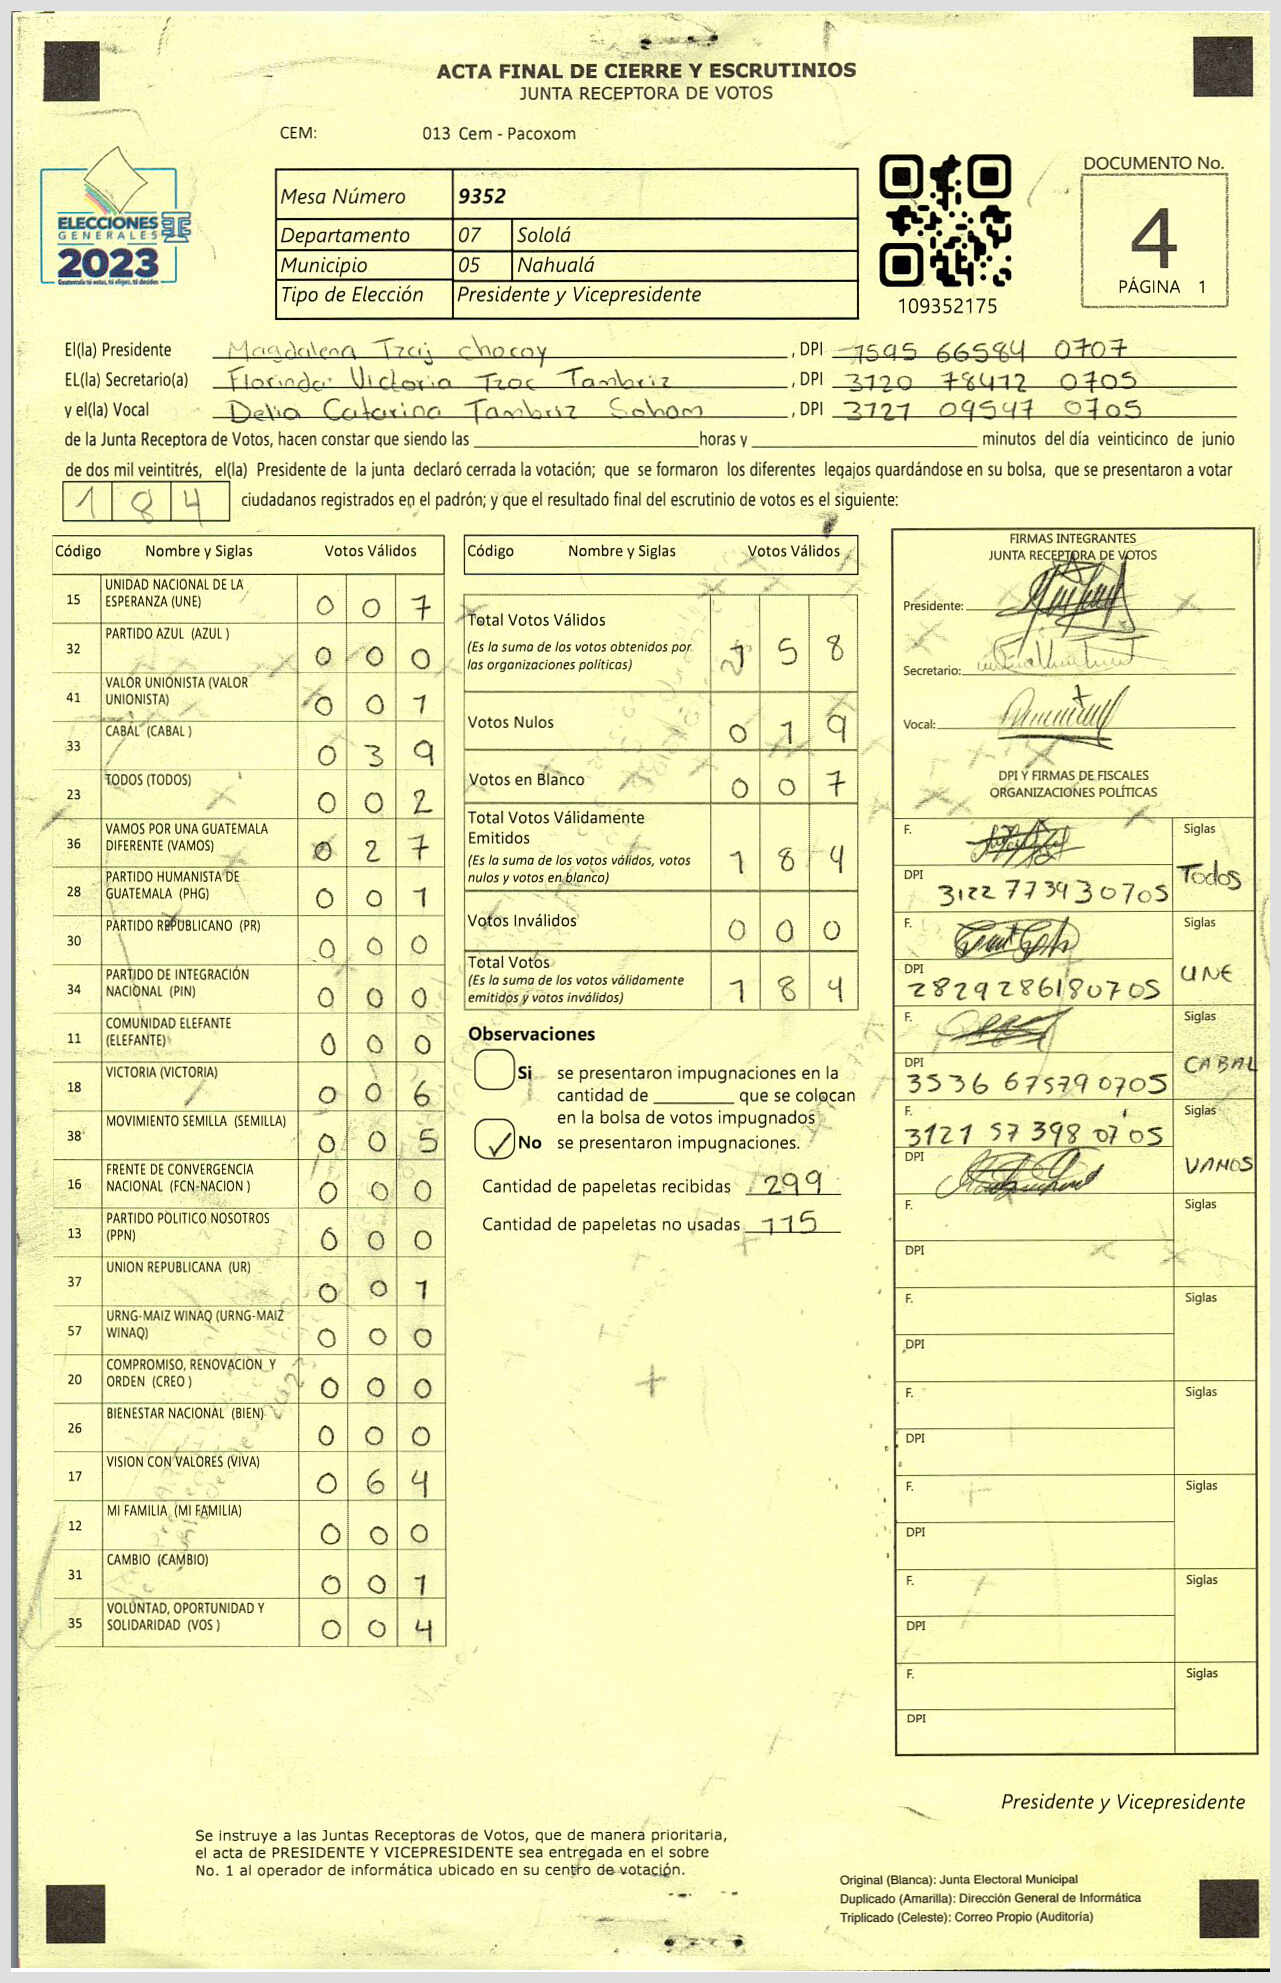 ACTA FINAL DE CIERRE Y ESCRUTINIOS
JUNTA RECEPTORA DE VOTOS
CEM: 013 Cem - Pacoxom
ELECCIONES
GENERALES
2023
Guatemala tú votas, tú eliges, tú decides
Mesa Número 9352
Departamento 07 Sololá
Municipio 05 Nahualá
Tipo de Elección Presidente y Vicepresidente
109352175
DOCUMENTO No.
4
PÁGINA 1
El(la) Presidente Magdalena Tzaj chocoy, DPI 1595 66584 0707
EL(la) Secretario(a) Florinda Victoria Tzoc Tambriz, DPI 3120 78412 0705
y el(la) Vocal Delia Catarina Tambriz Sohom, DPI 3121 09547 0705
de la Junta Receptora de Votos, hacen constar que siendo las ______ horas y ______ minutos del día veinticinco de junio
de dos mil veintitrés, el(la) Presidente de la junta declaró cerrada la votación; que se formaron los diferentes legajos quardándose en su bolsa, que se presentaron a votar
184 ciudadanos registrados en el padrón; y que el resultado final del escrutinio de votos es el siguiente:
Código Nombre y Siglas Votos Válidos
15 UNIDAD NACIONAL DE LA ESPERANZA (UNE) 0 0 7
32 PARTIDO AZUL (AZUL ) 0 0 0
41 VALOR UNIONISTA (VALOR UNIONISTA) 0 0 1
33 CABAL (CABAL ) 0 3 9
23 TODOS (TODOS) 0 0 2
36 VAMOS POR UNA GUATEMALA DIFERENTE (VAMOS) 0 2 7
28 PARTIDO HUMANISTA DE GUATEMALA (PHG) 0 0 1
30 PARTIDO REPUBLICANO (PR) 0 0 0
34 PARTIDO DE INTEGRACIÓN NACIONAL (PIN) 0 0 0
11 COMUNIDAD ELEFANTE (ELEFANTE) 0 0 0
18 VICTORIA (VICTORIA) 0 0 6
38 MOVIMIENTO SEMILLA (SEMILLA) 0 0 5
16 FRENTE DE CONVERGENCIA NACIONAL (FCN-NACION ) 0 0 0
13 PARTIDO POLITICO NOSOTROS (PPN) 0 0 0
37 UNION REPUBLICANA (UR) 0 0 1
57 URNG-MAIZ WINAQ (URNG-MAIZ WINAQ) 0 0 0
20 COMPROMISO, RENOVACION Y ORDEN (CREO ) 0 0 0
26 BIENESTAR NACIONAL (BIEN) 0 0 0
17 VISION CON VALORES (VIVA) 0 6 4
12 MI FAMILIA (MI FAMILIA) 0 0 0
31 CAMBIO (CAMBIO) 0 0 1
35 VOLUNTAD, OPORTUNIDAD Y SOLIDARIDAD (VOS ) 0 0 4
Código Nombre y Siglas Votos Válidos
Total Votos Válidos 1 5 8
(Es la suma de los votos obtenidos por
las organizaciones políticas)
Votos Nulos 0 1 9
Votos en Blanco 0 0 7
Total Votos Válidamente
Emitidos 1 8 4
(Es la suma de los votos válidos, votos
nulos y votos en blanco)
Votos Inválidos 0 0 0
Total Votos 1 8 4
(Es la suma de los votos válidamente
emitidos y votos inválidos)
Observaciones
Si se presentaron impugnaciones en la
cantidad de ______ que se colocan
en la bolsa de votos impugnados
No se presentaron impugnaciones.
Cantidad de papeletas recibidas 299
Cantidad de papeletas no usadas 115
FIRMAS INTEGRANTES
JUNTA RECEPTORA DE VOTOS
Presidente:
Secretario:
Vocal:
DPI Y FIRMAS DE FISCALES
ORGANIZACIONES POLÍTICAS
F. Siglas
DPI 3122 77393 0705 Todos
F. Siglas
DPI 2829286180705 UNE
F. Siglas
DPI 3536 67579 0705 CABAL
F. 3121 57 398 0705 Siglas
DPI VAMOS
F. Siglas
DPI
F. Siglas
DPI
F. Siglas
DPI
F. Siglas
DPI
F. Siglas
DPI
F. Siglas
DPI
Presidente y Vicepresidente
Se instruye a las Juntas Receptoras de Votos, que de manera prioritaria,
el acta de PRESIDENTE Y VICEPRESIDENTE sea entregada en el sobre
No. 1 al operador de informática ubicado en su centro de votación.
Original (Blanca): Junta Electoral Municipal
Duplicado (Amarilla): Dirección General de Informática
Triplicado (Celeste): Correo Propio (Auditoría)